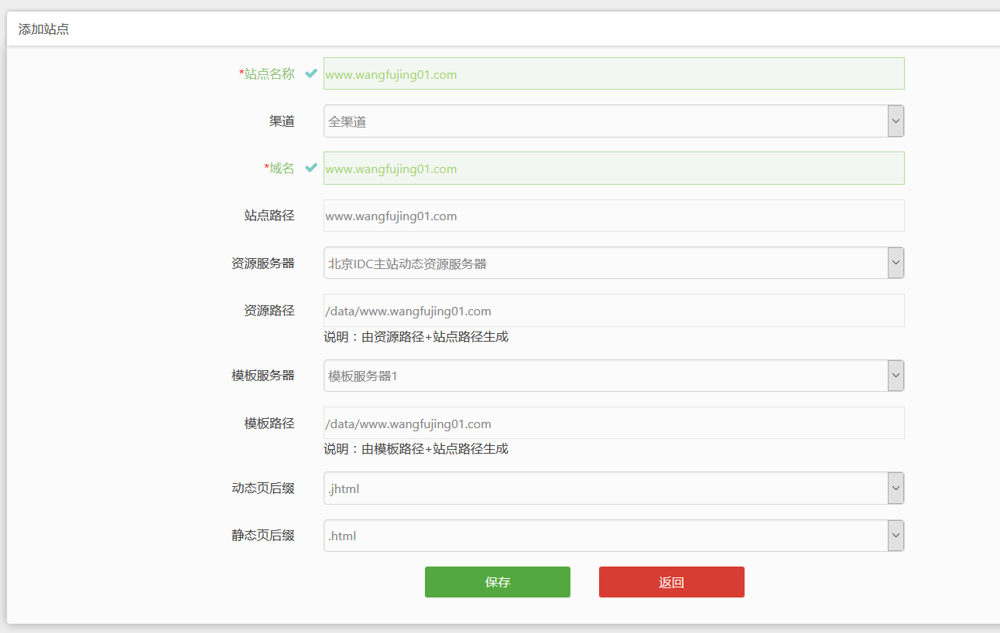 添加站点
*站点名称 www.wangfujing01.com
渠道 全渠道
*域名 www.wangfujing01.com
站点路径 www.wangfujing01.com
资源服务器 北京IDC主站动态资源服务器
资源路径 /data/www.wangfujing01.com
说明：由资源路径+站点路径生成
模板服务器 模板服务器1
模板路径 /data/www.wangfujing01.com
说明：由模板路径+站点路径生成
动态页后缀 .jhtml
静态页后缀 .html
保存 返回